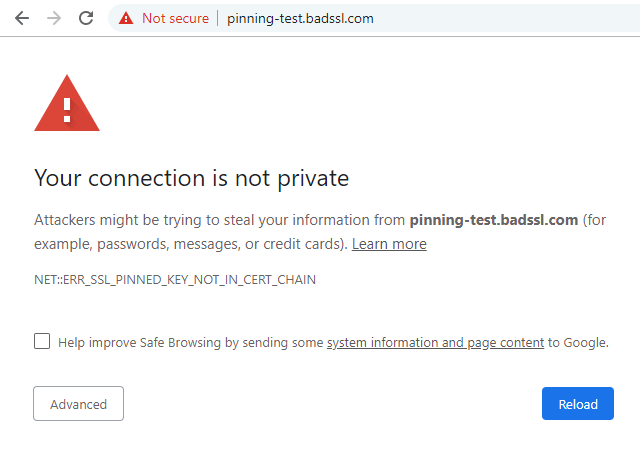 Not secure | pinning-test.badssl.com
Your connection is not private
Attackers might be trying to steal your information from pinning-test.badssl.com (for
example, passwords, messages, or credit cards). Learn more
NET::ERR_SSL_PINNED_KEY_NOT_IN_CERT_CHAIN
Help improve Safe Browsing by sending some system information and page content to Google.
Advanced
Reload